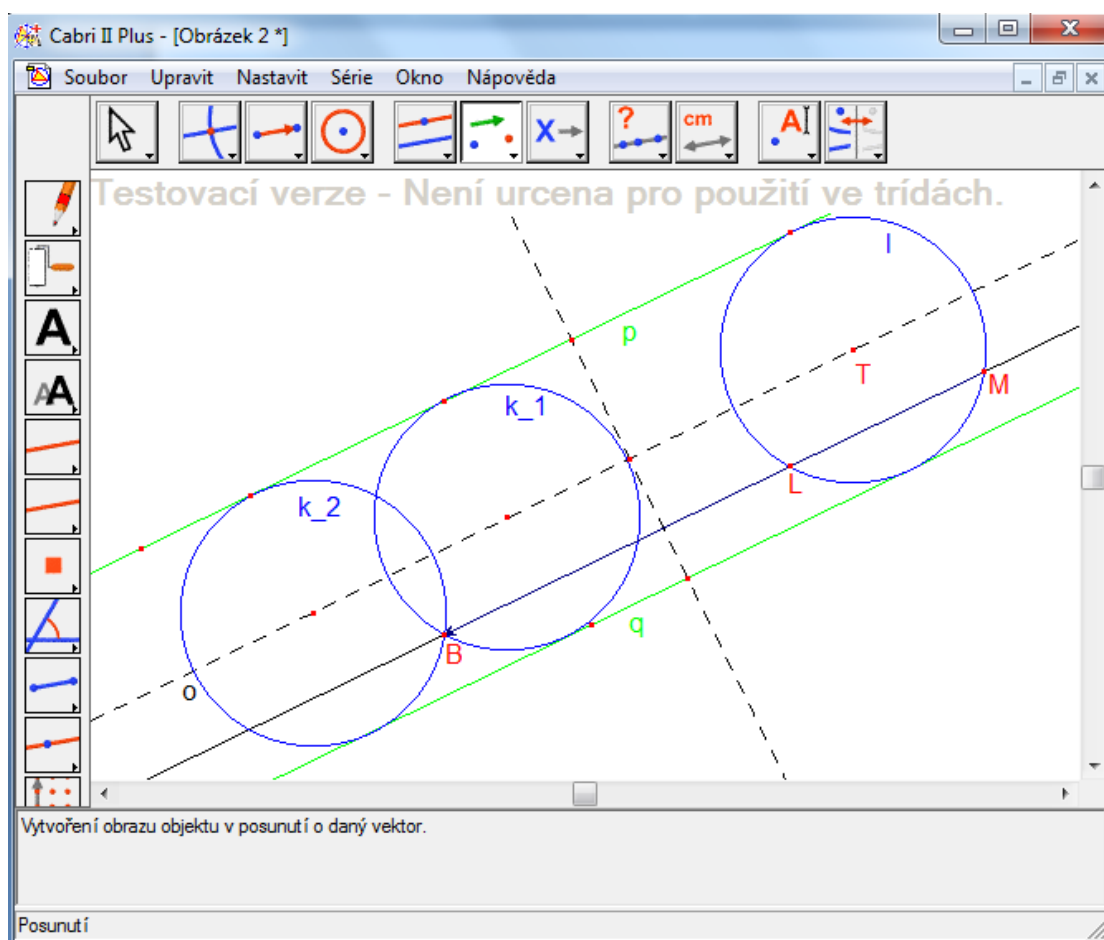 Cabri II Plus - [Obrázek 2 *]
Soubor Upravit Nastavit Série Okno Nápověda
X ? cm A
Testovací verze - Není urcena pro použití ve trídách.
A
AA
l
p
T
M
k_1
L
k_2
q
B
o
Vytvoření obrazu objektu v posunutí o daný vektor.
Posunutí